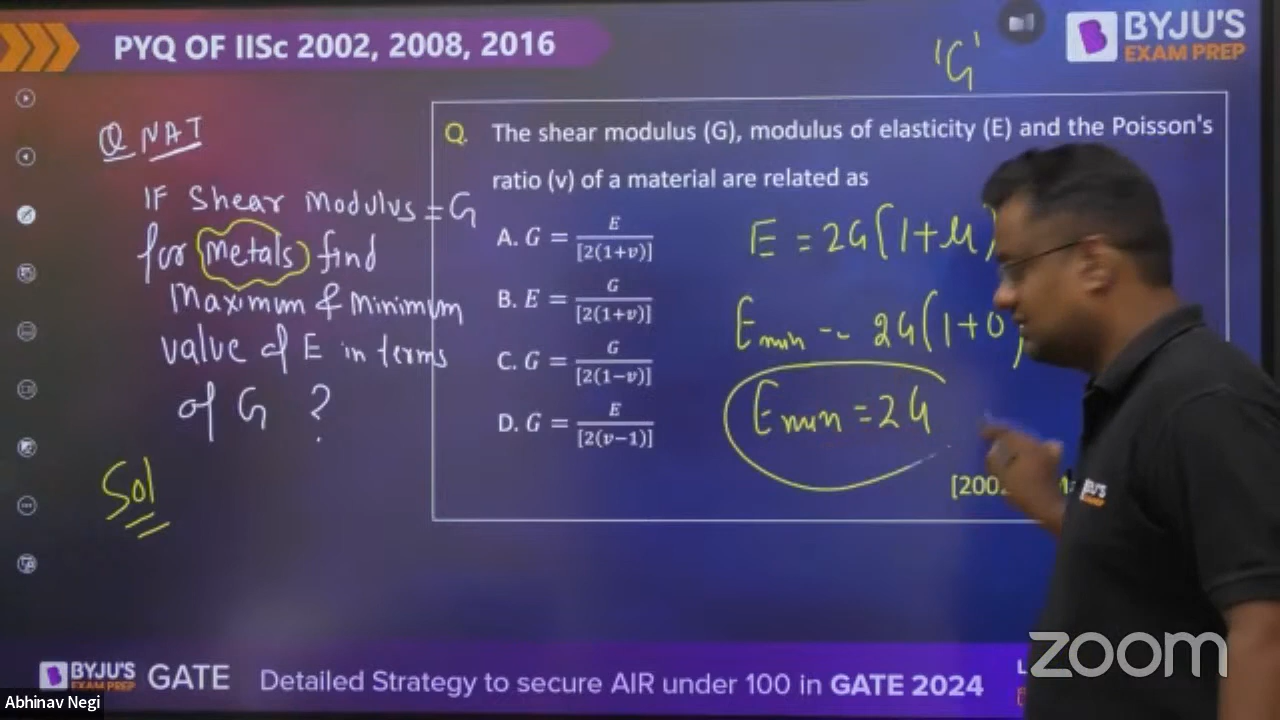 PYQ OF IISc 2002, 2008, 2016
'G'
BYJU'S
EXAM PREP
Q NAT
IF Shear Modulus = G
for metals find
Maximum & Minimum
value of E in terms
of G ?
Sol
Q. The shear modulus (G), modulus of elasticity (E) and the Poisson's
ratio (v) of a material are related as
A. G = E / [2(1+v)]
B. E = G / [2(1+v)]
C. G = G / [2(1−v)]
D. G = E / [2(v−1)]
E = 2G(1+μ)
Emin = 2G(1+0)
Emin = 2G
[2002
BYJU'S
BYJU'S
EXAM PREP
GATE
Detailed Strategy to secure AIR under 100 in GATE 2024
zoom
Abhinav Negi